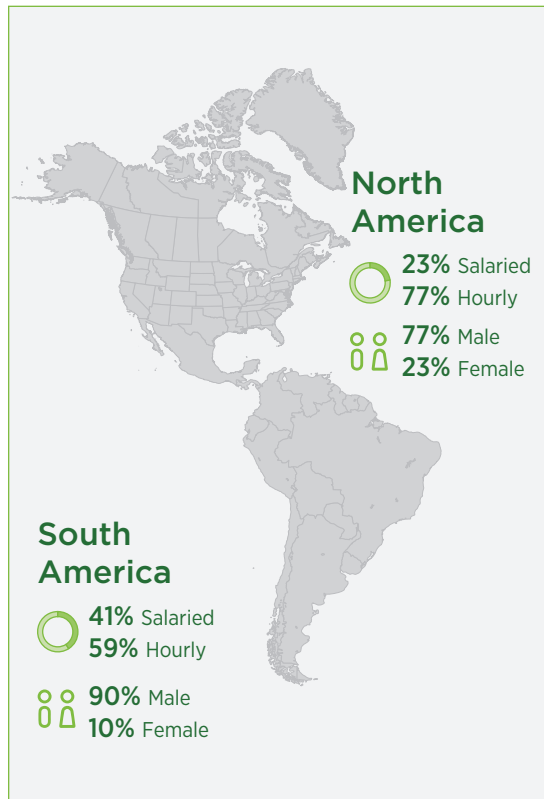 North
America
23% Salaried
77% Hourly
77% Male
23% Female
South
America
41% Salaried
59% Hourly
90% Male
10% Female